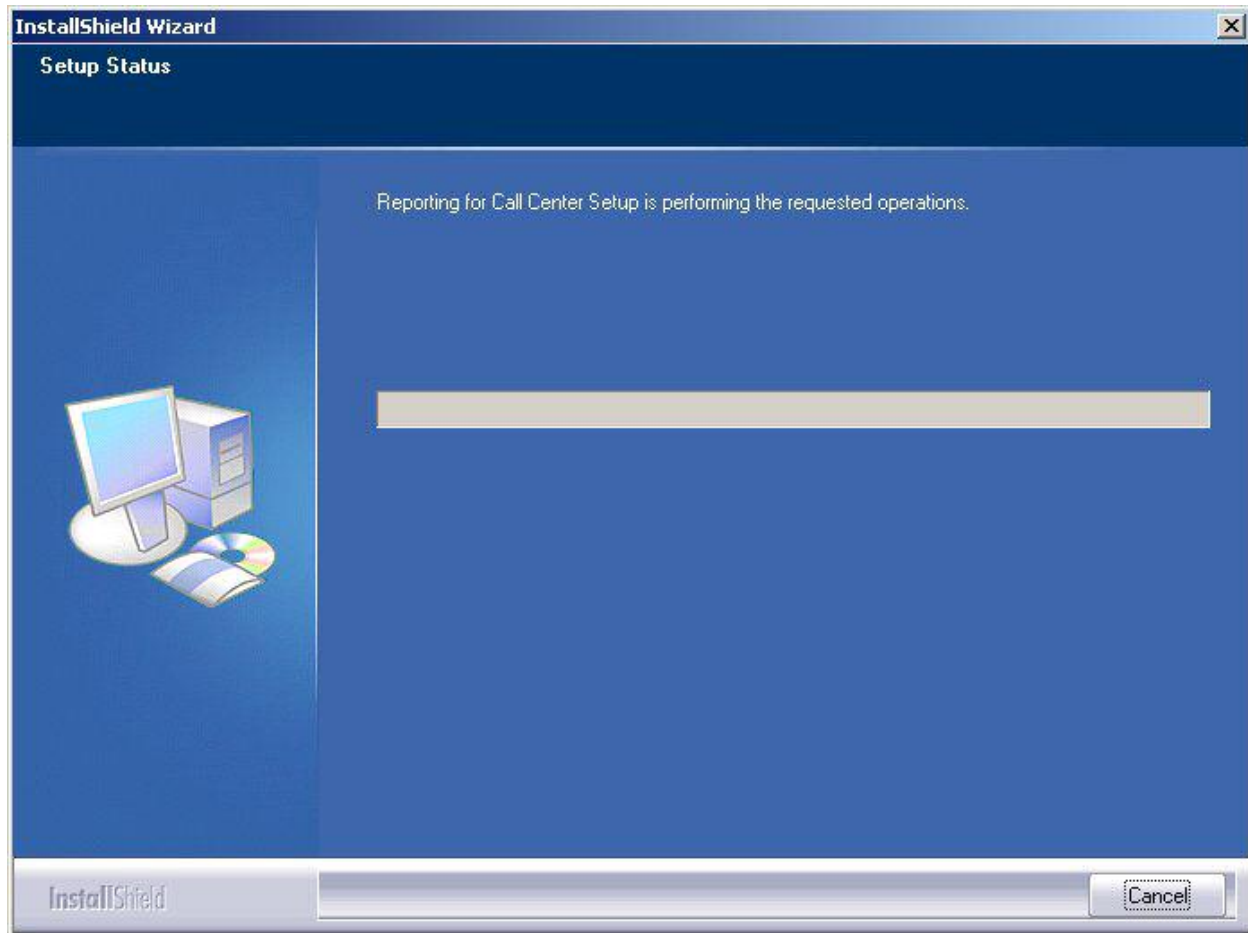 InstallShield Wizard
Setup Status
Reporting for Call Center Setup is performing the requested operations.
InstallShield
Cancel